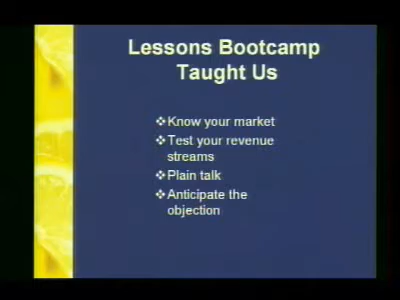 Lessons Bootcamp
Taught Us
❖Know your market
❖Test your revenue
streams
❖Plain talk
❖Anticipate the
objection